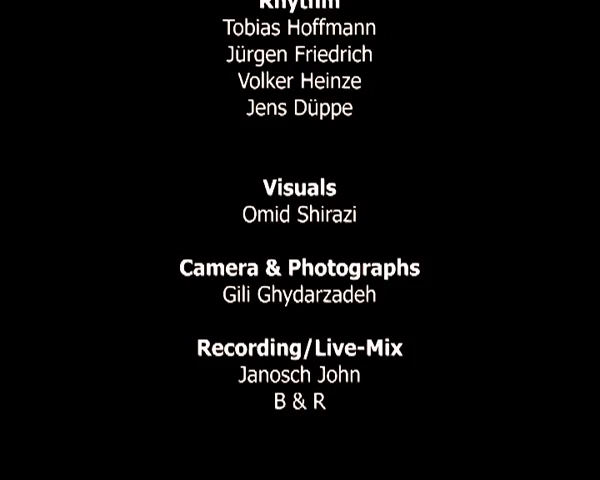 Rhythm
Tobias Hoffmann
Jürgen Friedrich
Volker Heinze
Jens Düppe
Visuals
Omid Shirazi
Camera & Photographs
Gili Ghydarzadeh
Recording/Live-Mix
Janosch John
B & R